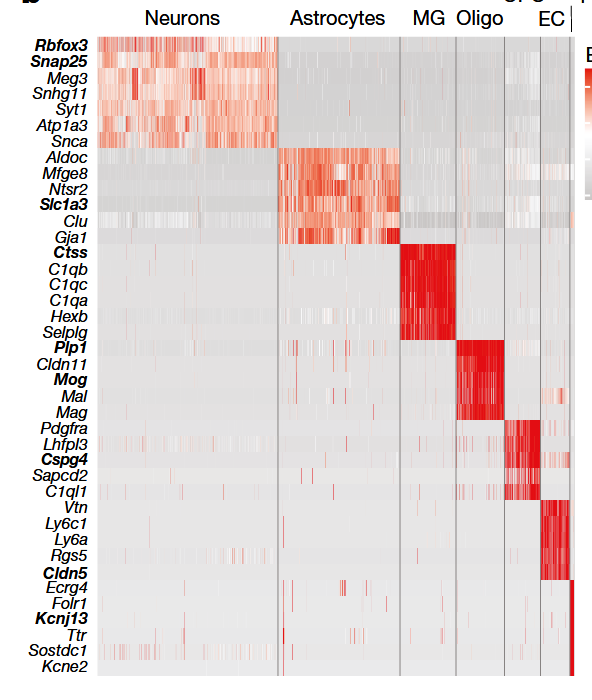 Neurons Astrocytes MG Oligo EC
Rbfox3
Snap25
Meg3
Snhg11
Syt1
Atp1a3
Snca
Aldoc
Mfge8
Ntsr2
Slc1a3
Clu
Gja1
Ctss
C1qb
C1qc
C1qa
Hexb
Selplg
Plp1
Cldn11
Mog
Mal
Mag
Pdgfra
Lhfpl3
Cspg4
Sapcd2
C1ql1
Vtn
Ly6c1
Ly6a
Rgs5
Cldn5
Ecrg4
Folr1
Kcnj13
Ttr
Sostdc1
Kcne2